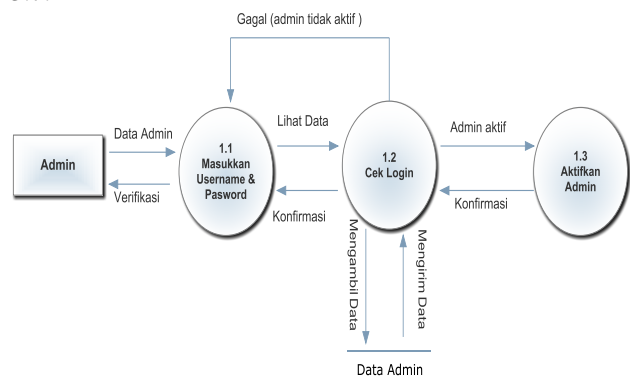 Gagal (admin tidak aktif )
Data Admin
Admin
Verifikasi
1.1
Masukkan
Username &
Pasword
Lihat Data
Konfirmasi
1.2
Cek Login
Admin aktif
Konfirmasi
1.3
Aktifkan
Admin
Mengambil Data
Mengirim Data
Data Admin